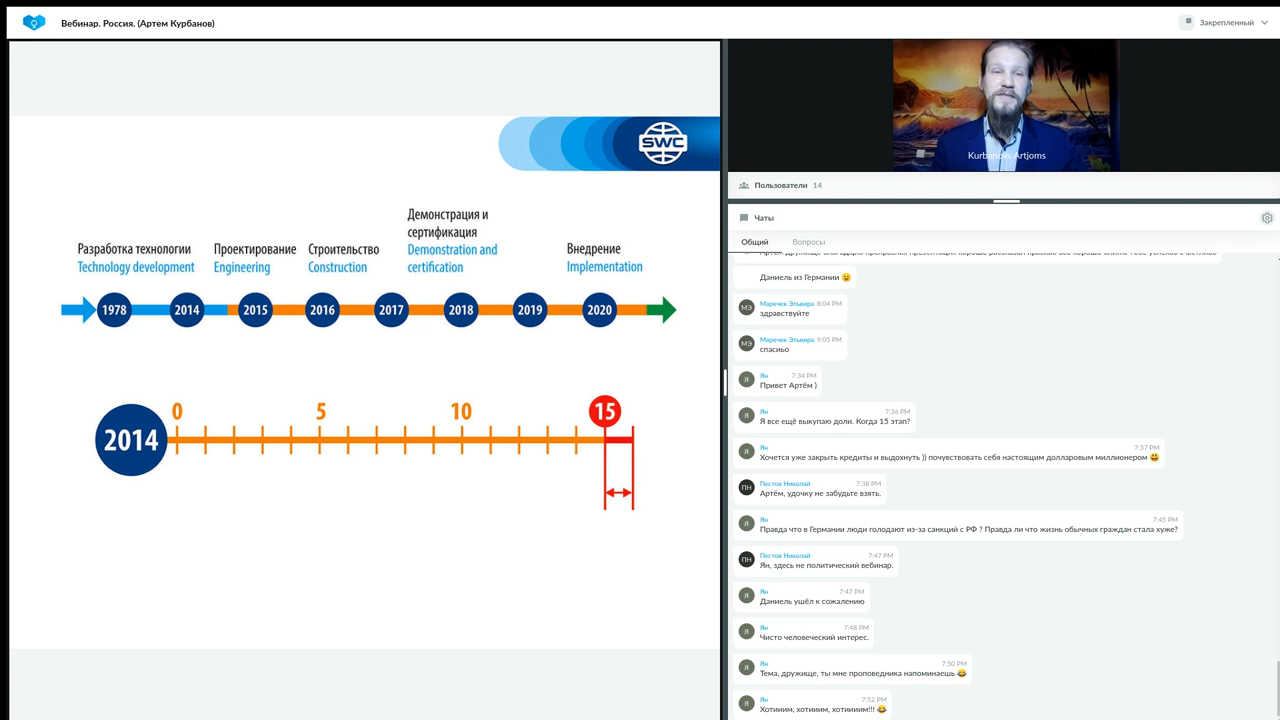 Вебинар. Россия. (Артем Курбанов)
Закрепленный
SWC
Разработка технологии
Technology development
Проектирование
Engineering
Строительство
Construction
Демонстрация и
сертификация
Demonstration and
certification
Внедрение
Implementation
1978 2014 2015 2016 2017 2018 2019 2020
2014
0 5 10 15
Artjoms
Пользователи 14
Чаты
Общий Вопросы
Даниель из Германии 😉
МЭ Маречек Эльвира 8:04 PM
здравствуйте
МЭ Маречек Эльвира 9:05 PM
спасиьо
Я Ян 7:34 PM
Привет Артём )
Я Ян 7:36 PM
Я все ещё выкупаю доли. Когда 15 этап?
Я Ян 7:37 PM
Хочется уже закрыть кредиты и выдохнуть )) почувствовать себя настоящим долларовым миллионером 😃
ПН Пестов Николай 7:38 PM
Артём, удочку не забудьте взять.
Я Ян 7:45 PM
Правда что в Германии люди голодают из-за санкций с РФ ? Правда ли что жизнь обычных граждан стала хуже?
ПН Пестов Николай 7:47 PM
Ян, здесь не политический вебинар.
Я Ян 7:47 PM
Даниель ушёл к сожалению
Я Ян 7:48 PM
Чисто человеческий интерес.
Я Ян 7:50 PM
Тема, дружище, ты мне проповедника напоминаешь 😂
Я Ян 7:52 PM
Хотииим, хотииим, хотиииим!!! 😂